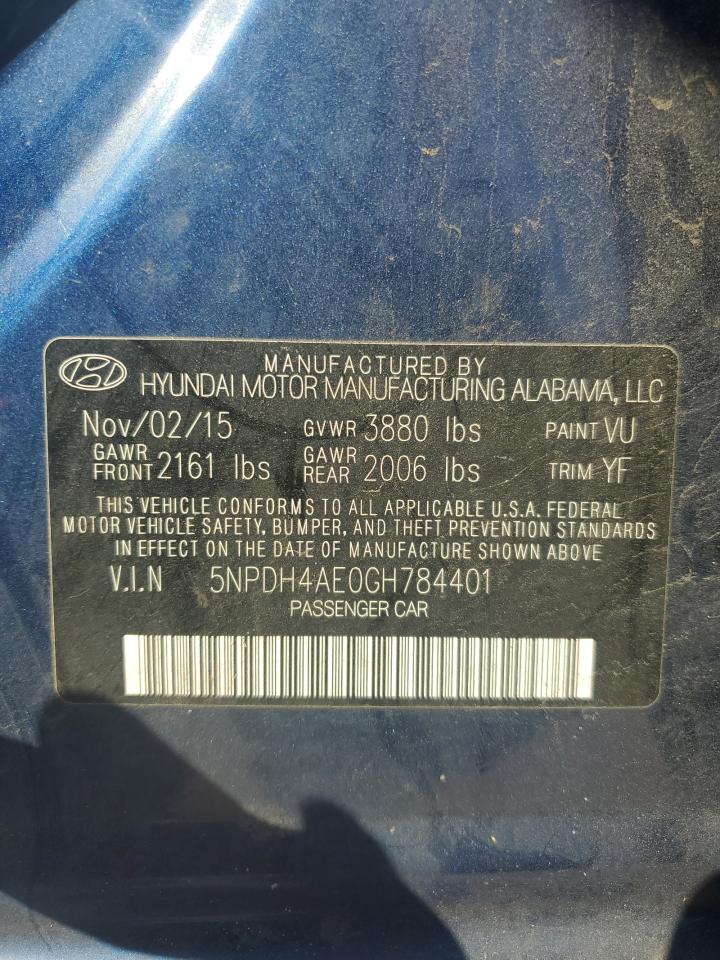 MANUFACTURED BY
HYUNDAI MOTOR MANUFACTURING ALABAMA, LLC
Nov/02/15 GVWR 3880 lbs PAINT VU
GAWR FRONT 2161 lbs GAWR REAR 2006 lbs TRIM YF
THIS VEHICLE CONFORMS TO ALL APPLICABLE U.S.A. FEDERAL
MOTOR VEHICLE SAFETY, BUMPER, AND THEFT PREVENTION STANDARDS
IN EFFECT ON THE DATE OF MANUFACTURE SHOWN ABOVE
V.I.N 5NPDH4AE0GH784401
PASSENGER CAR